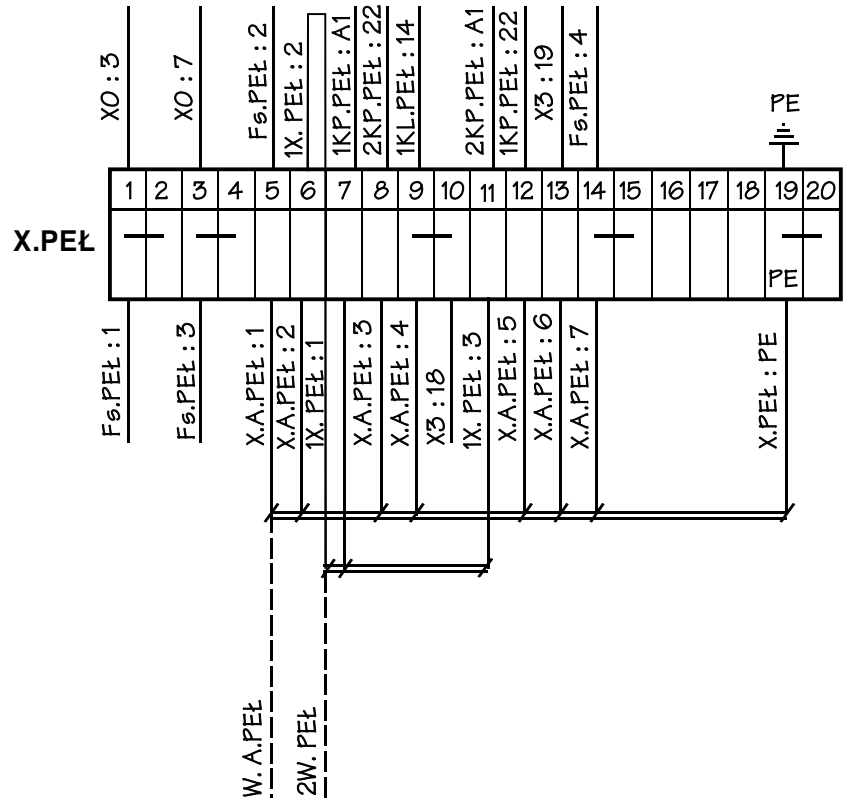 XO : 3
XO : 7
Fs.PEŁ : 2
1X. PEŁ : 2
1KP.PEŁ : A1
2KP.PEŁ : 22
1KL.PEŁ : 14
2KP.PEŁ : A1
1KP.PEŁ : 22
X3 : 19
Fs.PEŁ : 4
PE
1 2 3 4 5 6 7 8 9 10 11 12 13 14 15 16 17 18 19 20
X.PEŁ
PE
Fs.PEŁ : 1
Fs.PEŁ : 3
X.A.PEŁ : 1
X.A.PEŁ : 2
1X. PEŁ : 1
X.A.PEŁ : 3
X.A.PEŁ : 4
X3 : 18
1X. PEŁ : 3
X.A.PEŁ : 5
X.A.PEŁ : 6
X.A.PEŁ : 7
X.PEŁ : PE
W. A.PEŁ
2W. PEŁ